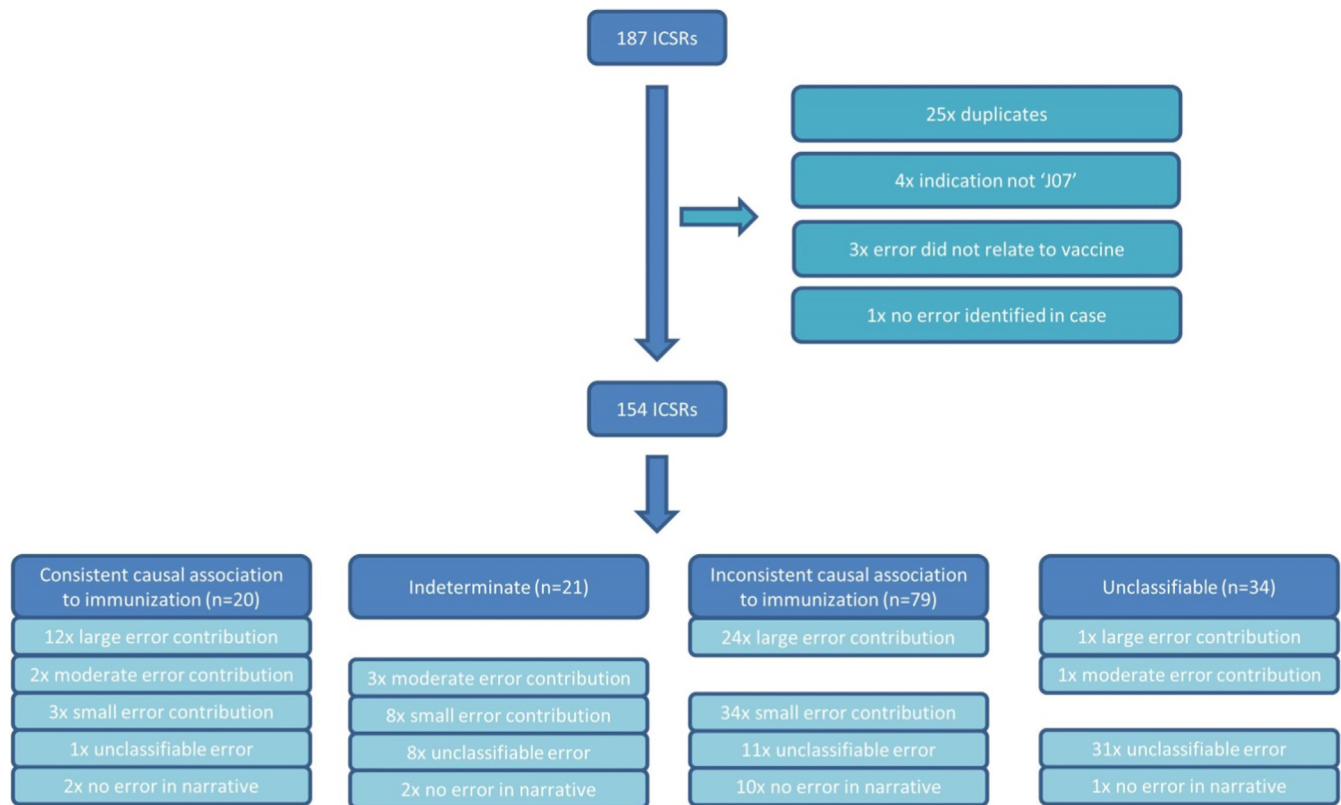 187 ICSRs
25x duplicates
4x indication not ‘J07’
3x error did not relate to vaccine
1x no error identified in case
154 ICSRs
Consistent causal association
to immunization (n=20)
12x large error contribution
2x moderate error contribution
3x small error contribution
1x unclassifiable error
2x no error in narrative
Indeterminate (n=21)
3x moderate error contribution
8x small error contribution
8x unclassifiable error
2x no error in narrative
Inconsistent causal association
to immunization (n=79)
24x large error contribution
34x small error contribution
11x unclassifiable error
10x no error in narrative
Unclassifiable (n=34)
1x large error contribution
1x moderate error contribution
31x unclassifiable error
1x no error in narrative